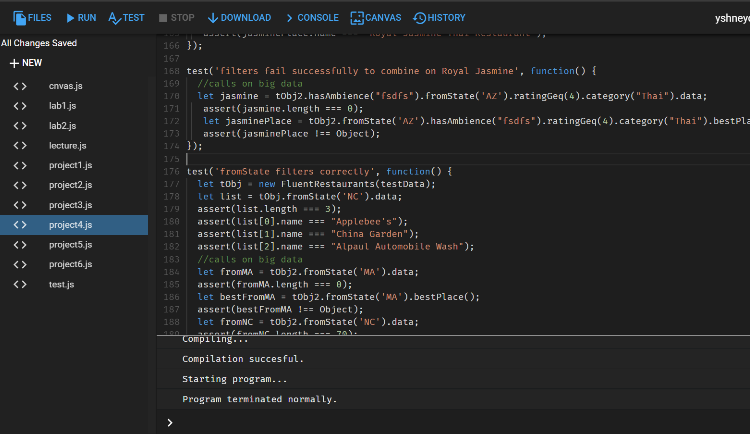 FILES RUN TEST STOP DOWNLOAD CONSOLE CANVAS HISTORY
All Changes Saved
NEW
cnvas.js
lab1.js
lab2.js
lecture.js
project1.js
project2.js
project3.js
project4.js
project5.js
project6.js
test.js
166 });
167
168 test('filters fail successfully to combine on Royal Jasmine', function() {
169 //calls on big data
170 let jasmine = tObj2.hasAmbience("fsdfs").fromState('AZ').ratingGeq(4).category("Thai").data;
171 assert(jasmine.length === 0);
172 let jasminePlace = tObj2.fromState('AZ').hasAmbience("fsdfs").ratingGeq(4).category("Thai").bestPla
173 assert(jasminePlace !== Object);
174 });
175
176 test('fromState filters correctly', function() {
177 let tObj = new FluentRestaurants(testData);
178 let list = tObj.fromState('NC').data;
179 assert(list.length === 3);
180 assert(list[0].name === "Applebee's");
181 assert(list[1].name === "China Garden");
182 assert(list[2].name === "Alpaul Automobile Wash");
183 //calls on big data
184 let fromMA = tObj2.fromState('MA').data;
185 assert(fromMA.length === 0);
186 let bestFromMA = tObj2.fromState('MA').bestPlace();
187 assert(bestFromMA !== Object);
188 let fromNC = tObj2.fromState('NC').data;
189 assert(fromNC.length === 70);
Compiling...
Compilation succesful.
Starting program...
Program terminated normally.